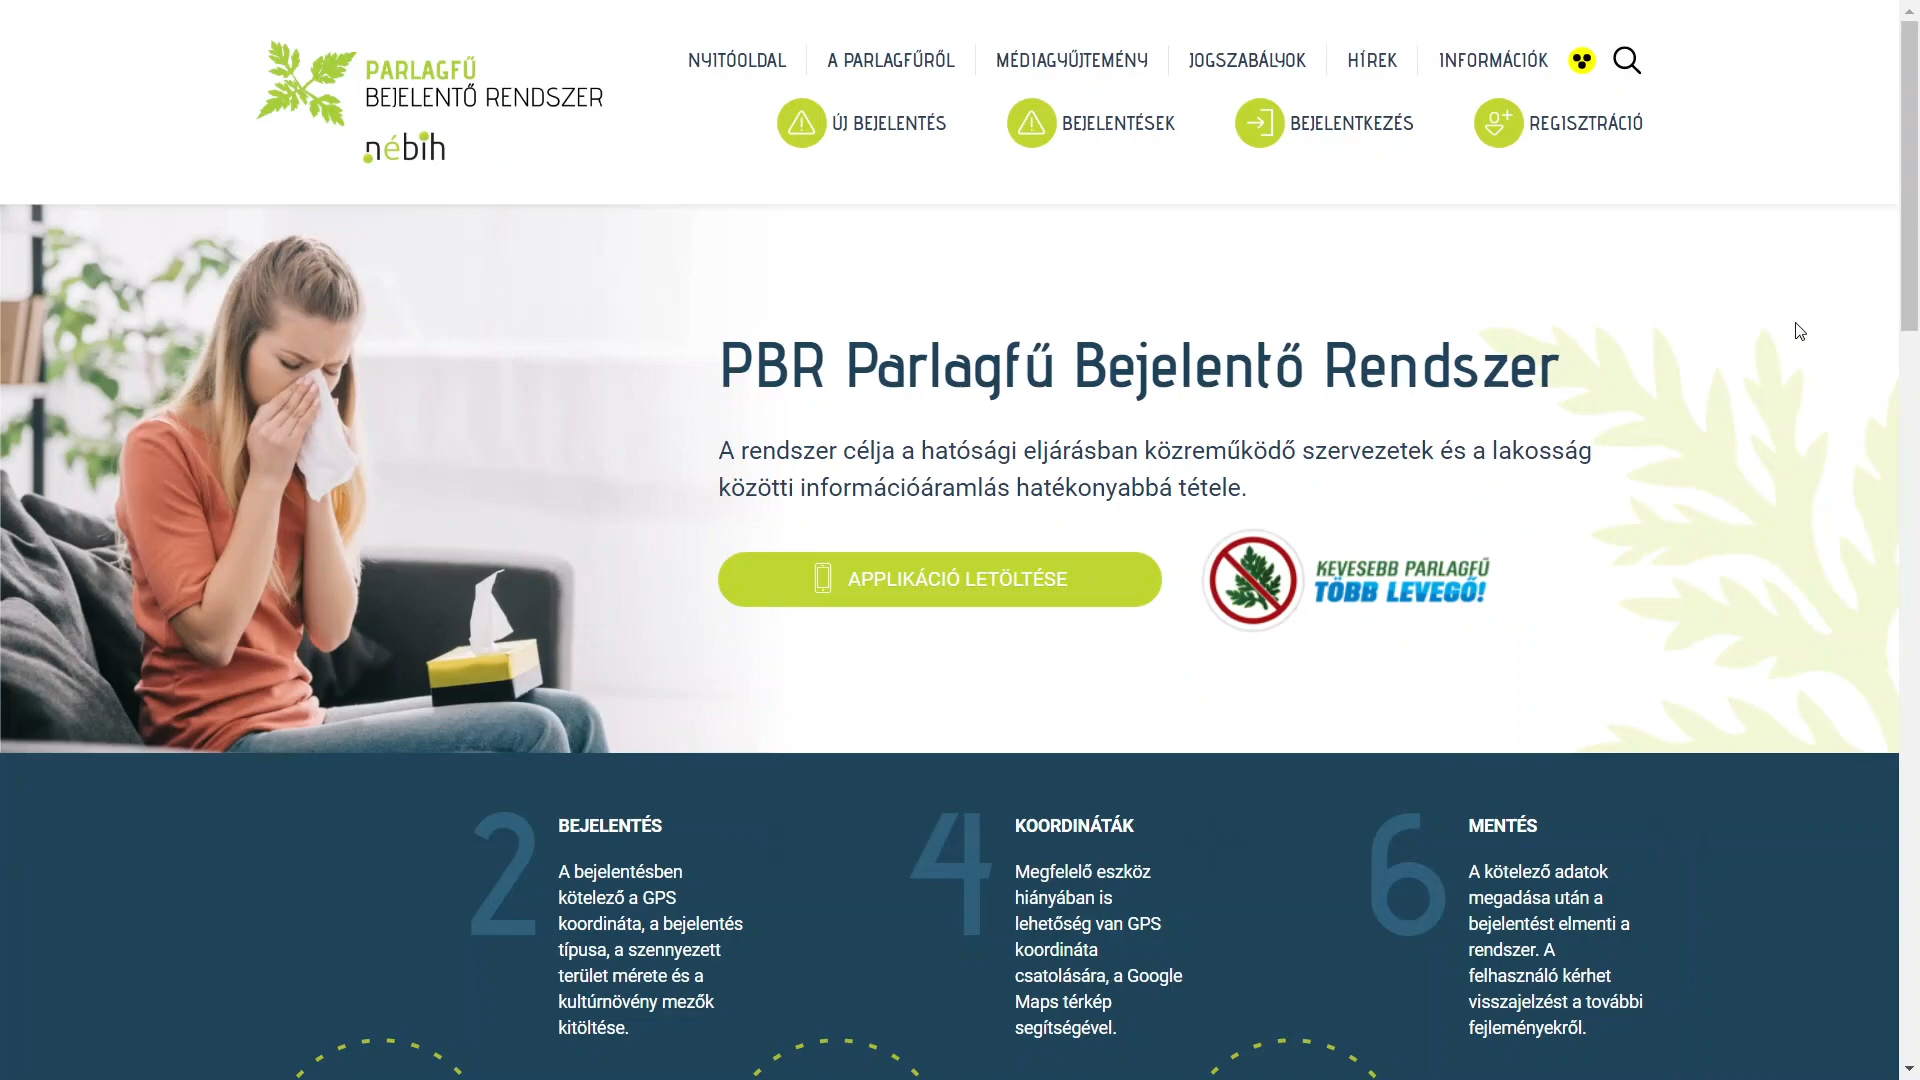 PARLAGFŰ
BEJELENTŐ RENDSZER
nébih
NYITÓOLDAL
A PARLAGFŰRŐL
MÉDIAGYŰJTEMÉNY
JOGSZABÁLYOK
HÍREK
INFORMÁCIÓK
ÚJ BEJELENTÉS
BEJELENTÉSEK
BEJELENTKEZÉS
REGISZTRÁCIÓ
PBR Parlagfű Bejelentő Rendszer
A rendszer célja a hatósági eljárásban közreműködő szervezetek és a lakosság
közötti információáramlás hatékonyabbá tétele.
APPLIKÁCIÓ LETÖLTÉSE
KEVESEBB PARLAGFŰ
TÖBB LEVEGŐ!
2
BEJELENTÉS
A bejelentésben
kötelező a GPS
koordináta, a bejelentés
típusa, a szennyezett
terület mérete és a
kultúrnövény mezők
kitöltése.
4
KOORDINÁTÁK
Megfelelő eszköz
hiányában is
lehetőség van GPS
koordináta
csatolására, a Google
Maps térkép
segítségével.
6
MENTÉS
A kötelező adatok
megadása után a
bejelentést elmenti a
rendszer. A
felhasználó kérhet
visszajelzést a további
fejleményekről.